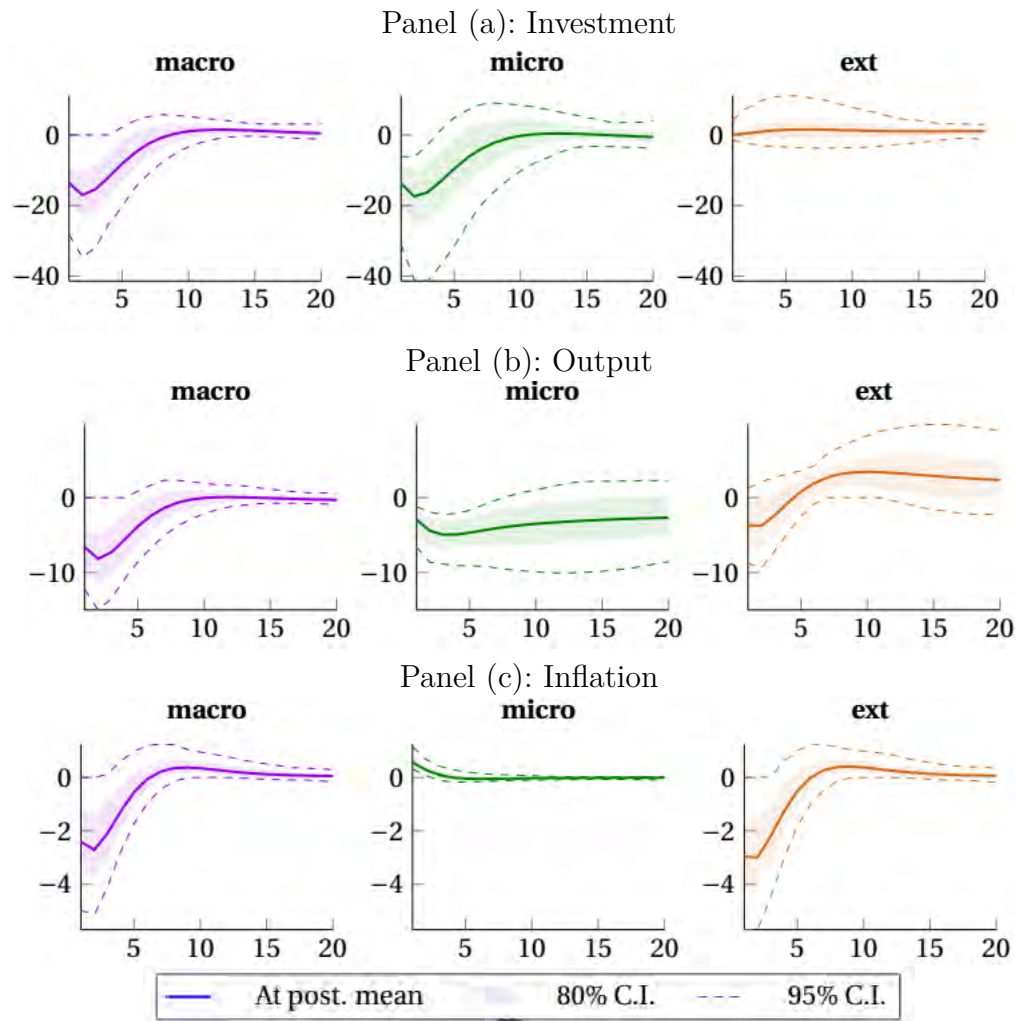 Panel (a): Investment
macro micro ext
0 0 0
−20 −20 −20
−40 −40 −40
5 10 15 20 5 10 15 20 5 10 15 20
Panel (b): Output
macro micro ext
0 0 0
−10 −10 −10
5 10 15 20 5 10 15 20 5 10 15 20
Panel (c): Inflation
macro micro ext
0 0 0
−2 −2 −2
−4 −4 −4
5 10 15 20 5 10 15 20 5 10 15 20
At post. mean 80% C.I. 95% C.I.